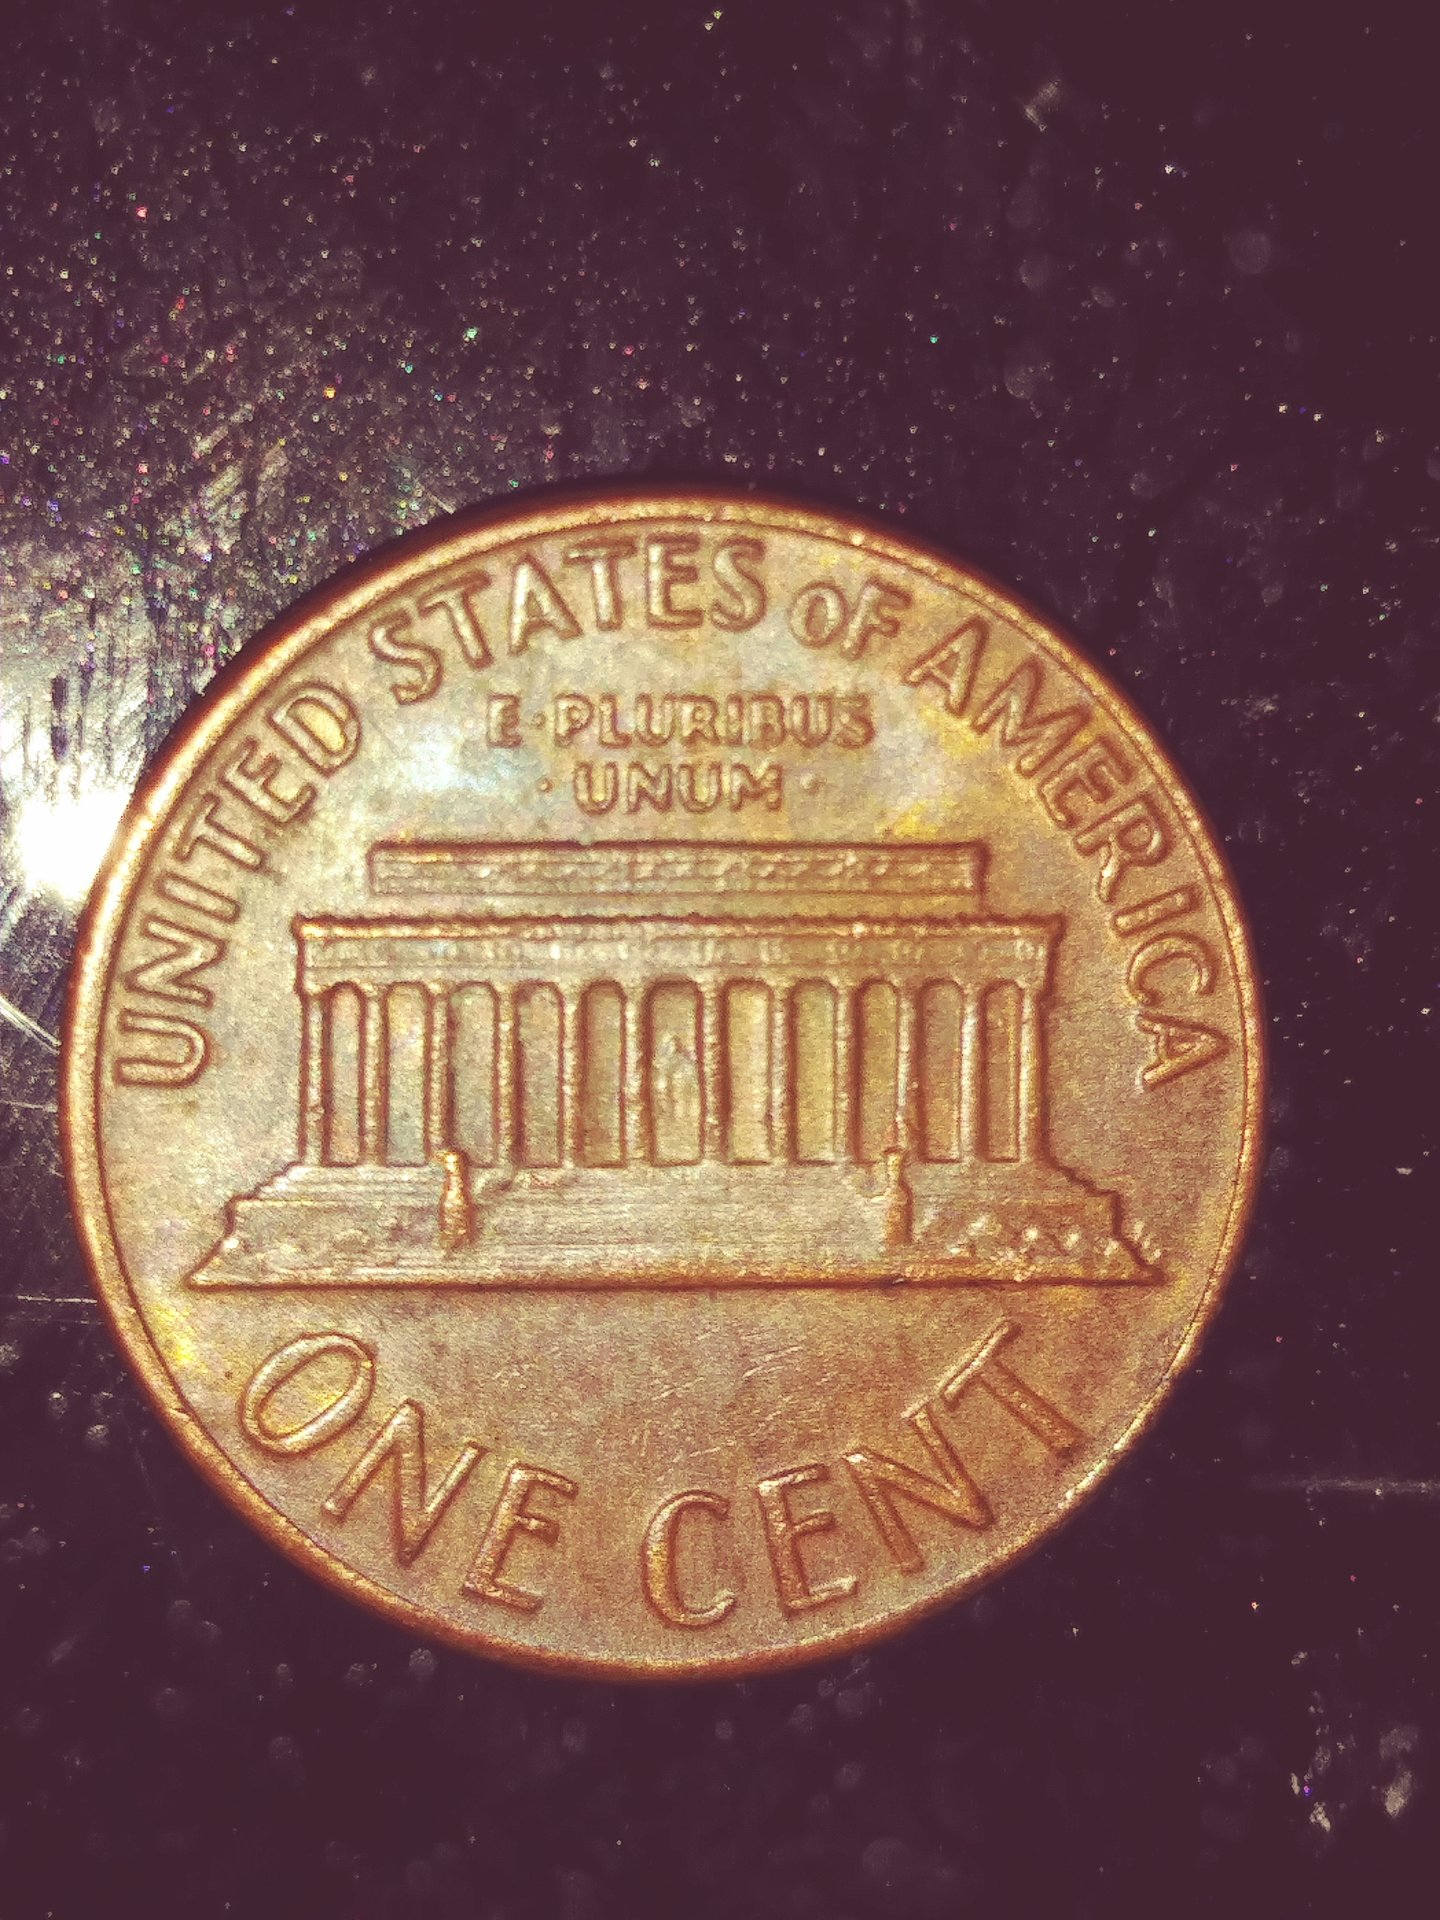 UNITED STATES OF AMERICA
E·PLURIBUS
·UNUM·
ONE CENT